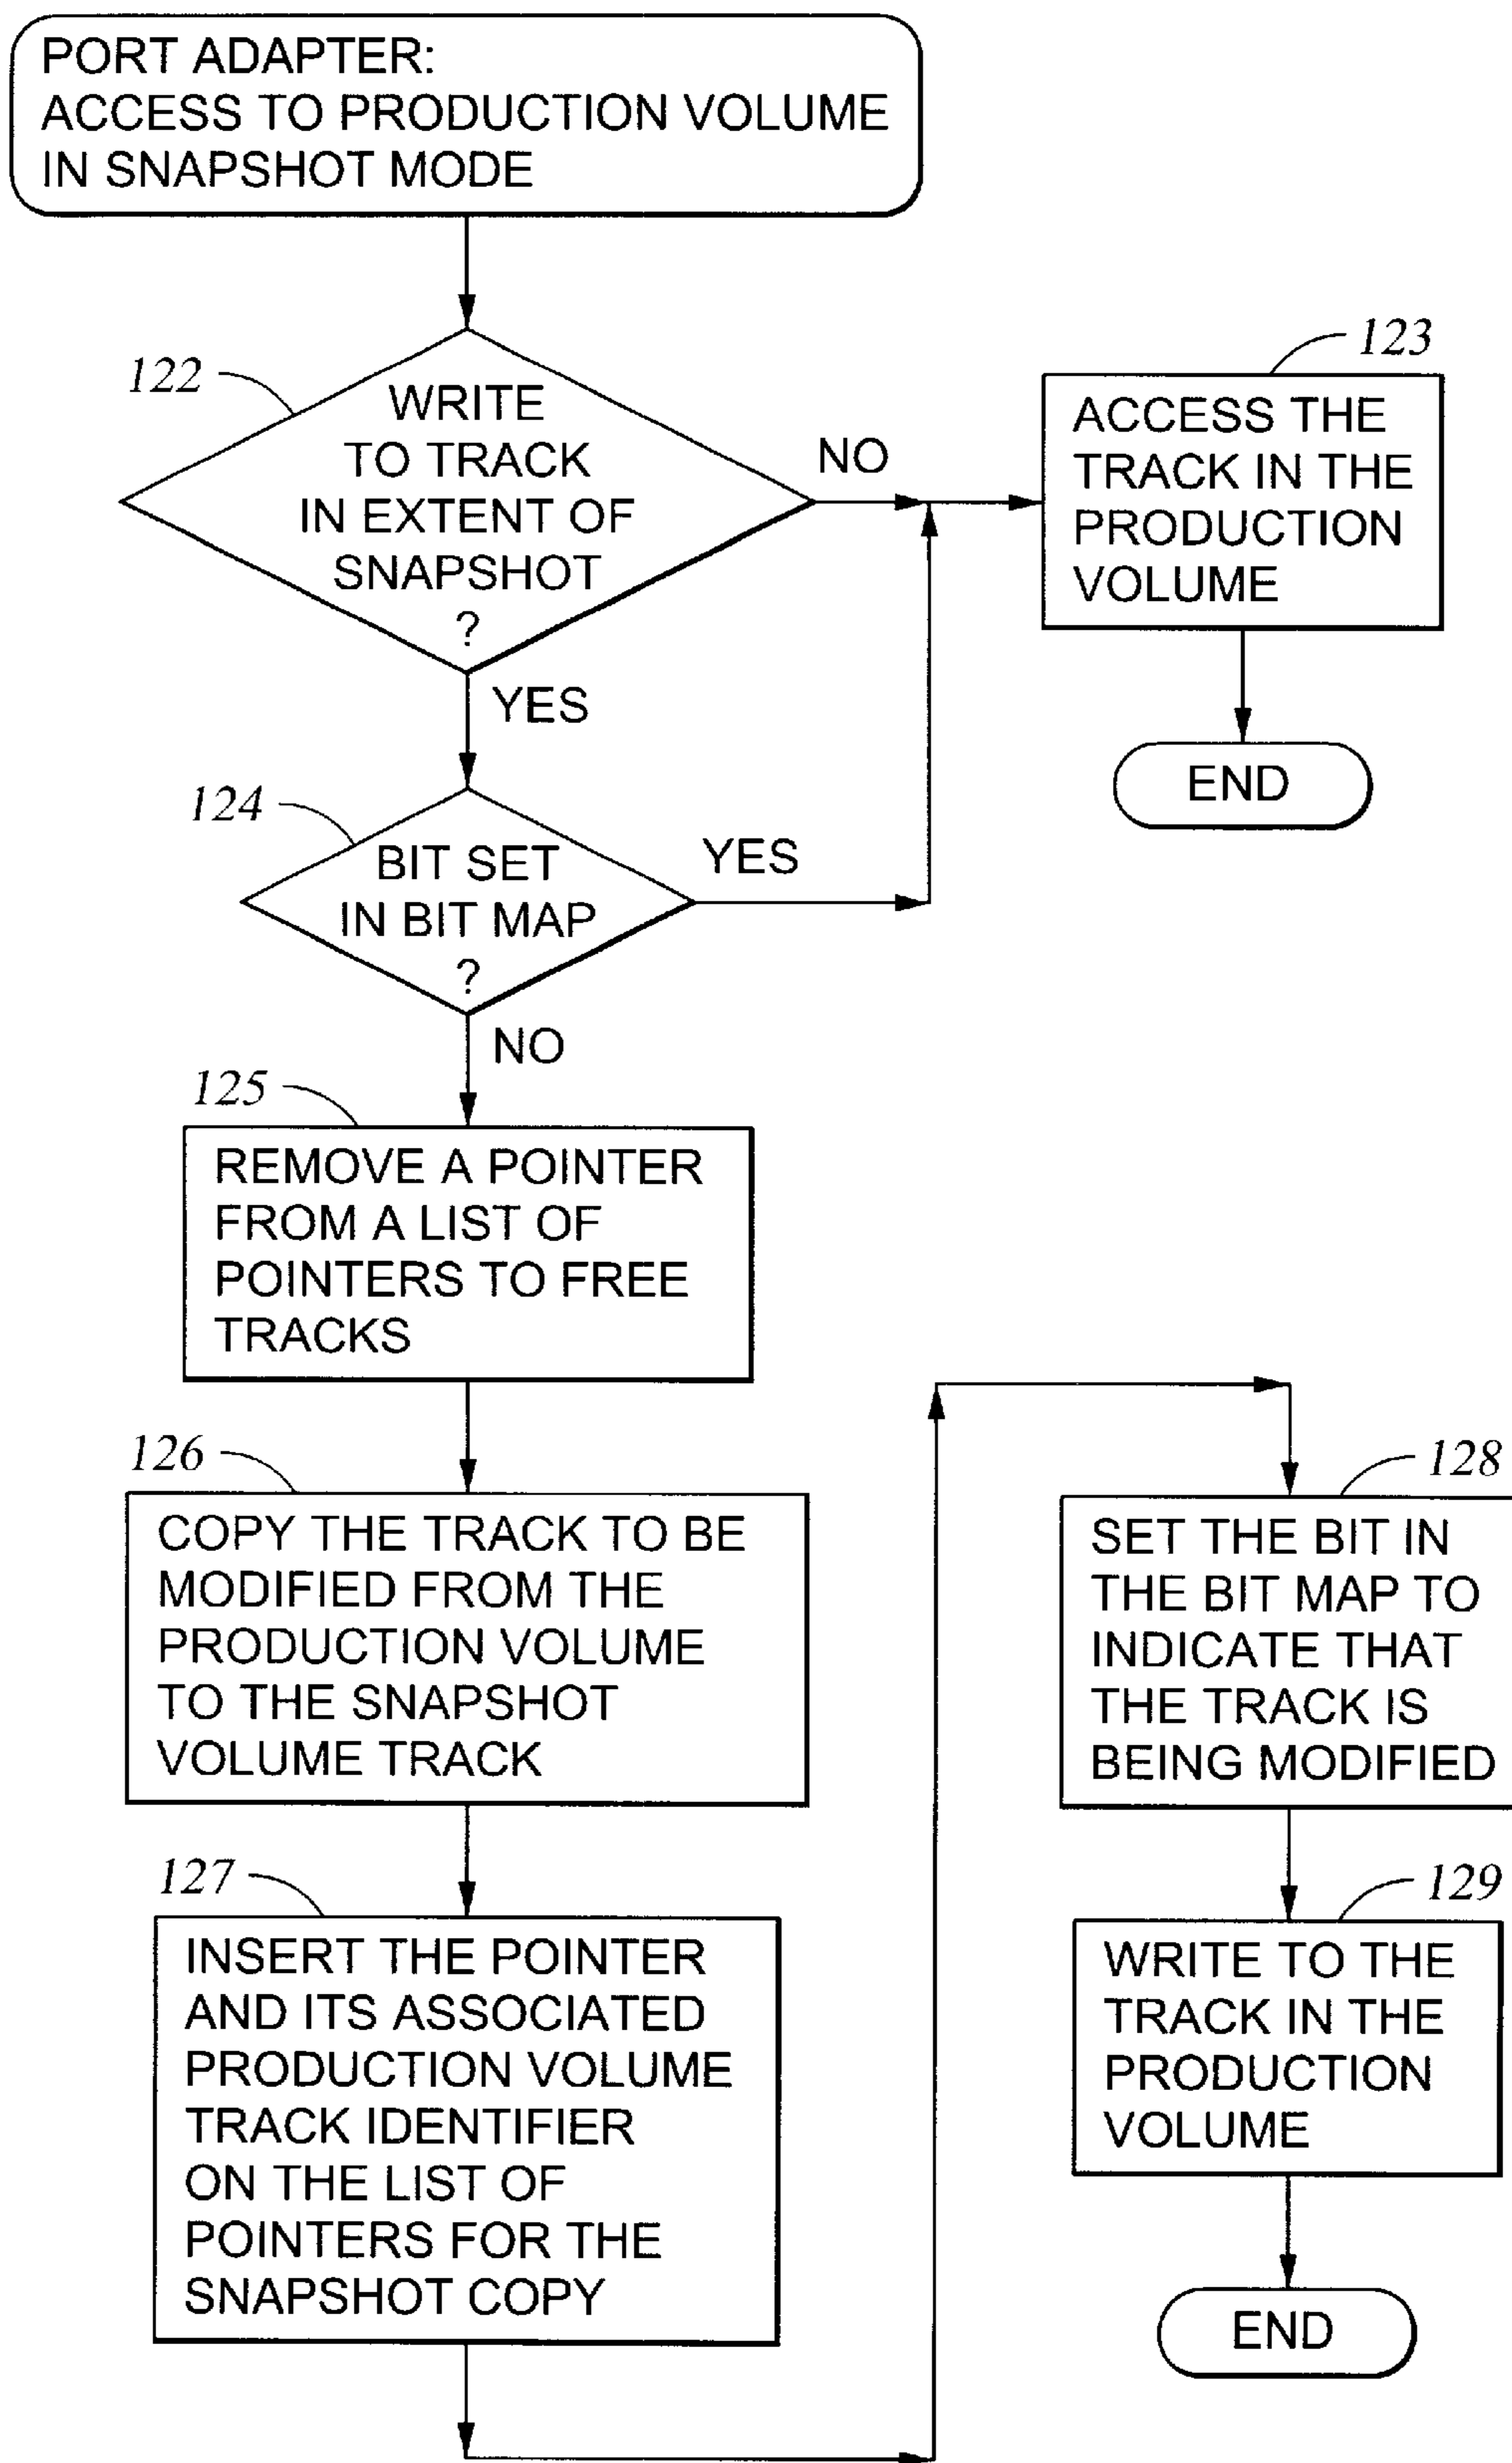 PORT ADAPTER:
ACCESS TO PRODUCTION VOLUME
IN SNAPSHOT MODE
122
WRITE
TO TRACK
IN EXTENT OF
SNAPSHOT
?
NO
YES
123
ACCESS THE
TRACK IN THE
PRODUCTION
VOLUME
END
124
BIT SET
IN BIT MAP
?
YES
NO
125
REMOVE A POINTER
FROM A LIST OF
POINTERS TO FREE
TRACKS
126
COPY THE TRACK TO BE
MODIFIED FROM THE
PRODUCTION VOLUME
TO THE SNAPSHOT
VOLUME TRACK
127
INSERT THE POINTER
AND ITS ASSOCIATED
PRODUCTION VOLUME
TRACK IDENTIFIER
ON THE LIST OF
POINTERS FOR THE
SNAPSHOT COPY
128
SET THE BIT IN
THE BIT MAP TO
INDICATE THAT
THE TRACK IS
BEING MODIFIED
129
WRITE TO THE
TRACK IN THE
PRODUCTION
VOLUME
END